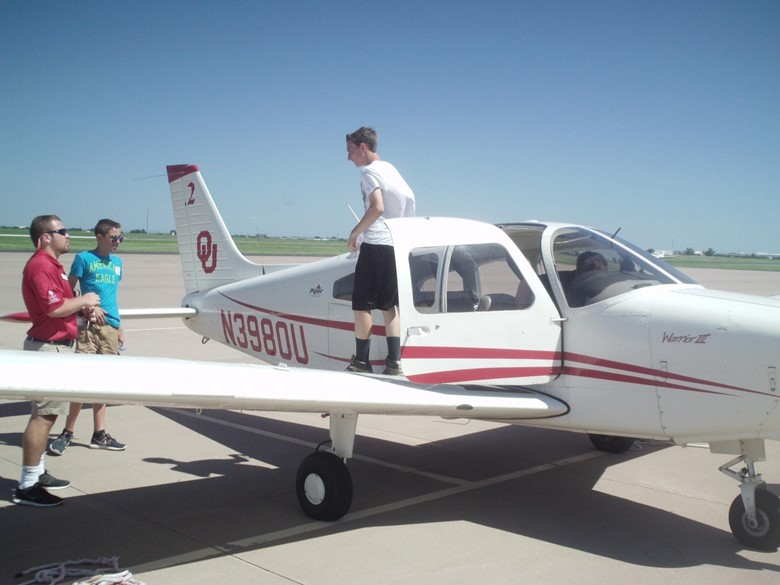 2
OU
Piper
N3980U
Warrior III
AMERICAN
EAGLE